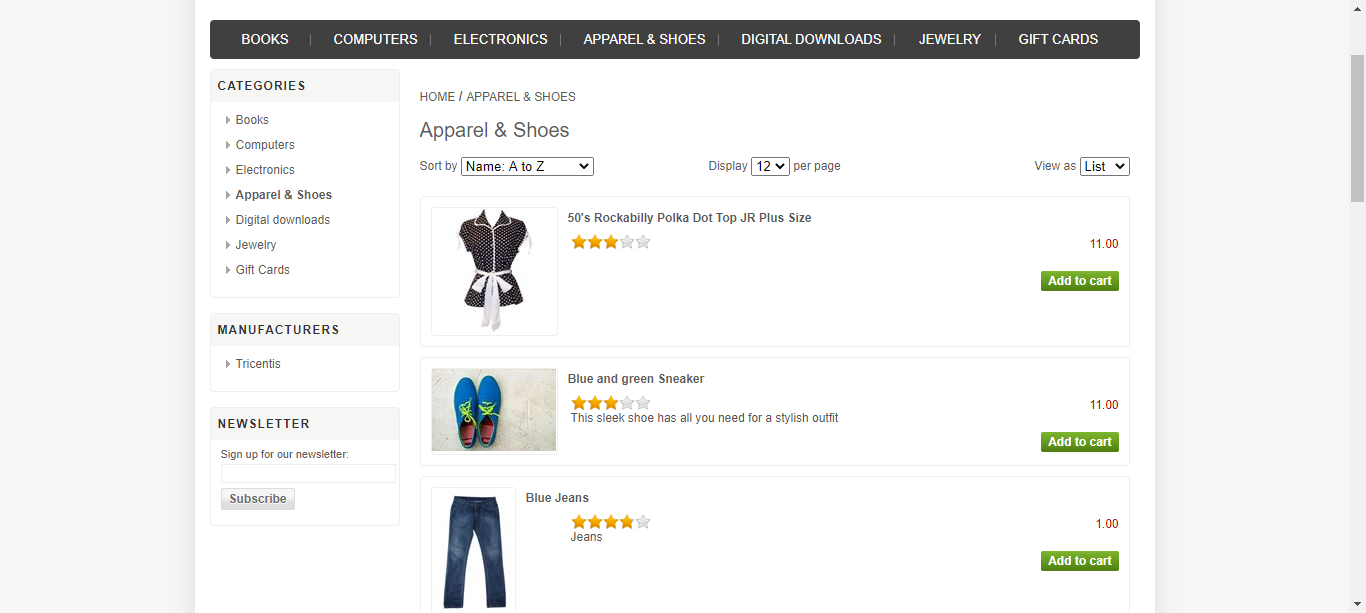 BOOKS | COMPUTERS | ELECTRONICS | APPAREL & SHOES | DIGITAL DOWNLOADS | JEWELRY | GIFT CARDS
CATEGORIES
Books
Computers
Electronics
Apparel & Shoes
Digital downloads
Jewelry
Gift Cards
MANUFACTURERS
Tricentis
NEWSLETTER
Sign up for our newsletter:
Subscribe
HOME / APPAREL & SHOES
Apparel & Shoes
Sort by Name: A to Z Display 12 per page View as List
50's Rockabilly Polka Dot Top JR Plus Size
11.00
Add to cart
Blue and green Sneaker
This sleek shoe has all you need for a stylish outfit
11.00
Add to cart
Blue Jeans
Jeans
1.00
Add to cart